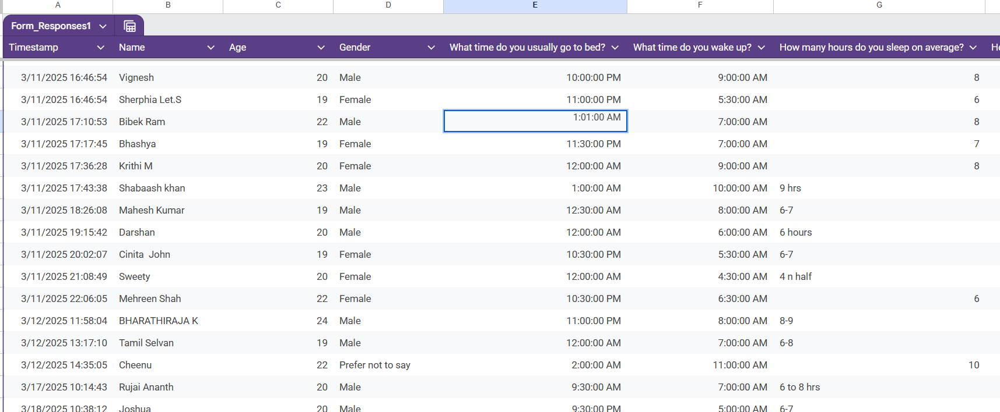 A B C D E F G
Form_Responses1
Timestamp Name Age Gender What time do you usually go to bed? What time do you wake up? How many hours do you sleep on average? Ho
3/11/2025 16:46:54 Vignesh 20 Male 10:00:00 PM 9:00:00 AM 8
3/11/2025 16:46:54 Sherphia Let.S 19 Female 11:00:00 PM 5:30:00 AM 6
3/11/2025 17:10:53 Bibek Ram 22 Male 1:01:00 AM 7:00:00 AM 8
3/11/2025 17:17:45 Bhashya 19 Female 11:30:00 PM 7:00:00 AM 7
3/11/2025 17:36:28 Krithi M 20 Female 12:00:00 AM 9:00:00 AM 8
3/11/2025 17:43:38 Shabaash khan 23 Male 1:00:00 AM 10:00:00 AM 9 hrs
3/11/2025 18:26:08 Mahesh Kumar 19 Male 12:30:00 AM 8:00:00 AM 6-7
3/11/2025 19:15:42 Darshan 20 Male 12:00:00 AM 6:00:00 AM 6 hours
3/11/2025 20:02:07 Cinita  John 19 Female 10:30:00 PM 5:30:00 AM 6-7
3/11/2025 21:08:49 Sweety 20 Female 12:00:00 AM 4:30:00 AM 4 n half
3/11/2025 22:06:05 Mehreen Shah 22 Female 10:30:00 PM 6:30:00 AM 6
3/12/2025 11:58:04 BHARATHIRAJA K 24 Male 11:00:00 PM 8:00:00 AM 8-9
3/12/2025 13:17:10 Tamil Selvan 19 Male 12:00:00 AM 7:00:00 AM 6-8
3/12/2025 14:35:05 Cheenu 22 Prefer not to say 2:00:00 AM 11:00:00 AM 10
3/17/2025 10:14:43 Rujai Ananth 20 Male 9:30:00 AM 7:00:00 AM 6 to 8 hrs
3/18/2025 10:38:12 Joshua 20 Male 9:30:00 PM 5:00:00 AM 6-7